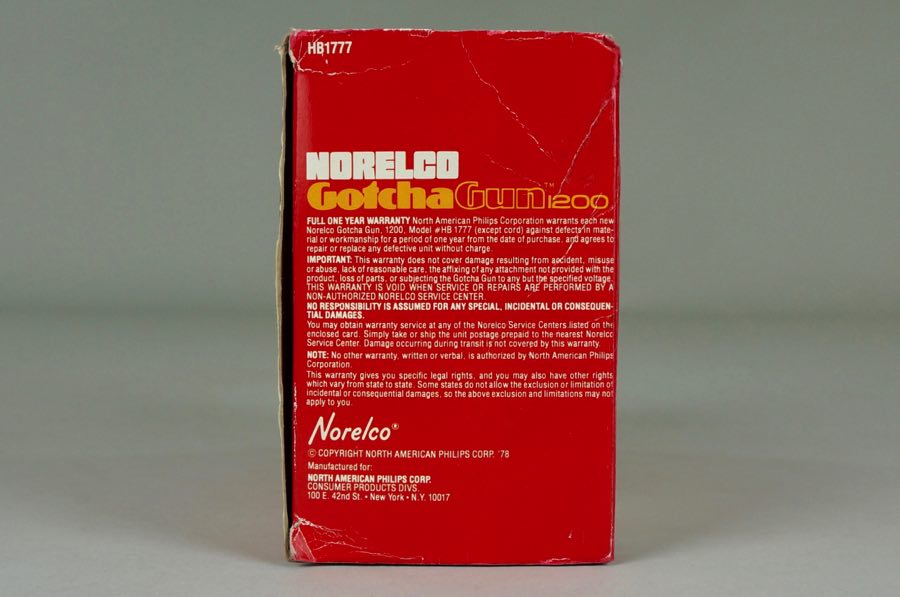 HB1777
NORELCO
GotchaGun™1200
FULL ONE YEAR WARRANTY North American Philips Corporation warrants each new
Norelco Gotcha Gun, 1200, Model #HB 1777 (except cord) against defects in mate-
rial or workmanship for a period of one year from the date of purchase, and agrees to
repair or replace any defective unit without charge.
IMPORTANT: This warranty does not cover damage resulting from accident, misuse
or abuse, lack of reasonable care, the affixing of any attachment not provided with the
product, loss of parts, or subjecting the Gotcha Gun to any but the specified voltage.
THIS WARRANTY IS VOID WHEN SERVICE OR REPAIRS ARE PERFORMED BY A
NON-AUTHORIZED NORELCO SERVICE CENTER.
NO RESPONSIBILITY IS ASSUMED FOR ANY SPECIAL, INCIDENTAL OR CONSEQUEN-
TIAL DAMAGES.
You may obtain warranty service at any of the Norelco Service Centers listed on the
enclosed card. Simply take or ship the unit postage prepaid to the nearest Norelco
Service Center. Damage occurring during transit is not covered by this warranty.
NOTE: No other warranty, written or verbal, is authorized by North American Philips
Corporation.
This warranty gives you specific legal rights, and you may also have other rights
which vary from state to state. Some states do not allow the exclusion or limitation of
incidental or consequential damages, so the above exclusion and limitations may not
apply to you.
Norelco®
© COPYRIGHT NORTH AMERICAN PHILIPS CORP. '78
Manufactured for:
NORTH AMERICAN PHILIPS CORP.
CONSUMER PRODUCTS DIVS.
100 E. 42nd St. • New York • N.Y. 10017